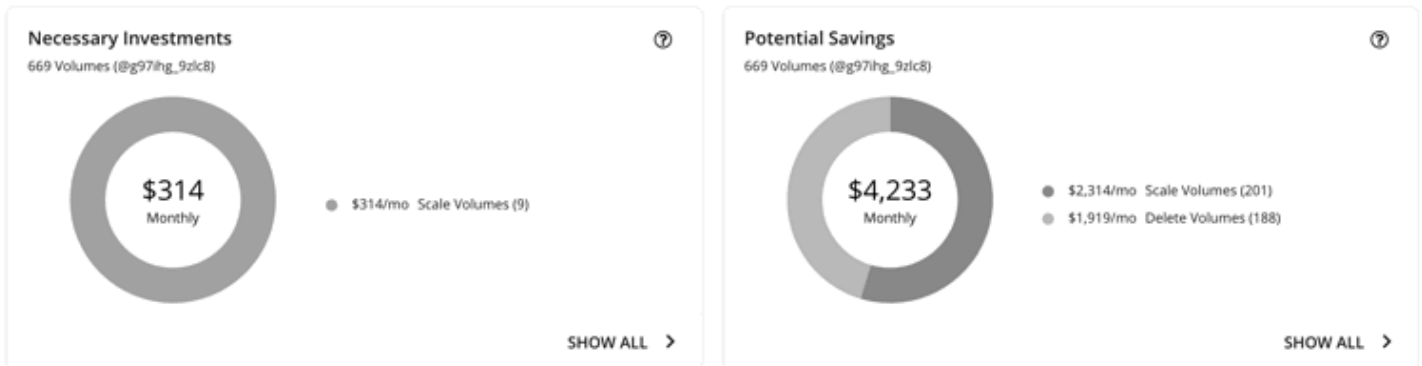 Necessary Investments
669 Volumes (@g97ihg_9zlc8)
$314
Monthly
$314/mo Scale Volumes (9)
SHOW ALL
Potential Savings
669 Volumes (@g97ihg_9zlc8)
$4,233
Monthly
$2,314/mo Scale Volumes (201)
$1,919/mo Delete Volumes (188)
SHOW ALL